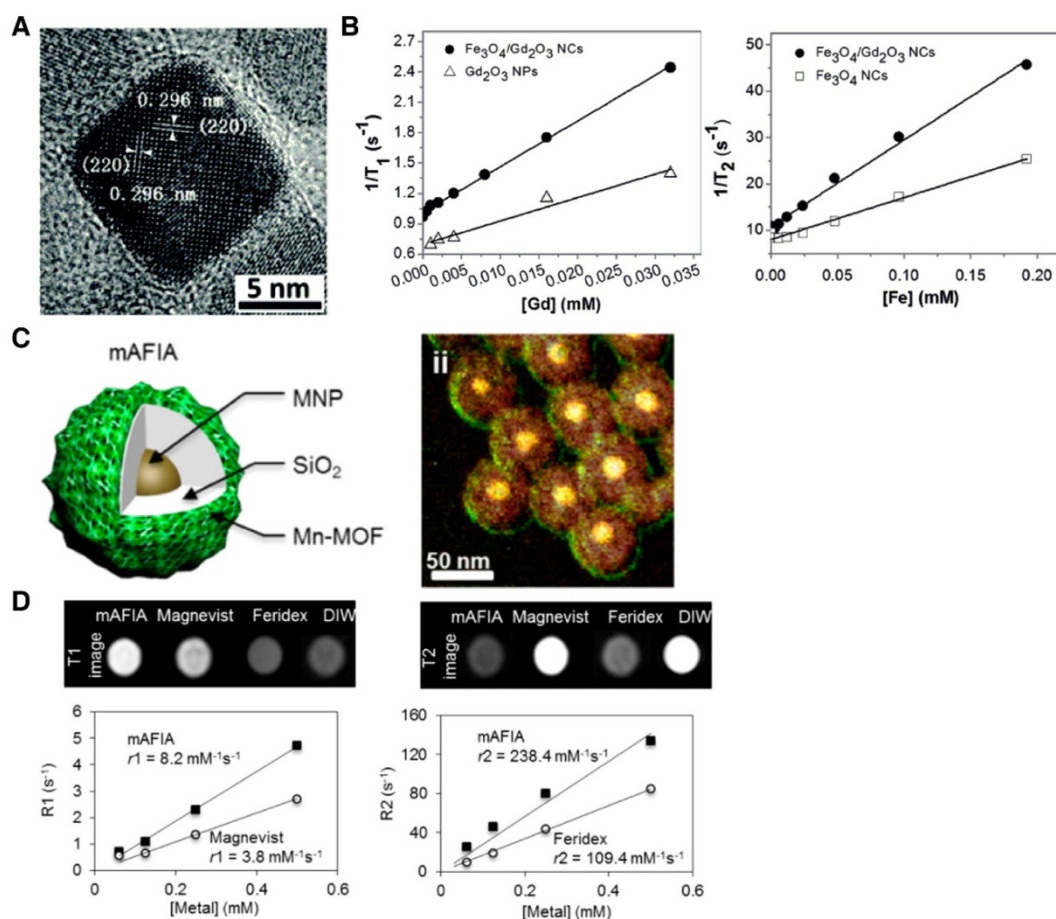 A
0.296 nm
(220)
(220)
0.296 nm
5 nm
B
2.7
2.4
2.1
1.8
1.5
1.2
0.9
0.6
1/T₁ (s⁻¹)
Fe₃O₄/Gd₂O₃ NCs
Gd₂O₃ NPs
0.000 0.005 0.010 0.015 0.020 0.025 0.030 0.035
[Gd] (mM)
50
40
30
20
10
1/T₂ (s⁻¹)
Fe₃O₄/Gd₂O₃ NCs
Fe₃O₄ NCs
0.00 0.05 0.10 0.15 0.20
[Fe] (mM)
C
mAFIA
MNP
SiO₂
Mn-MOF
ii
50 nm
D
mAFIA Magnevist Feridex DIW
T1 image
mAFIA Magnevist Feridex DIW
T2 image
6
5
4
3
2
1
0
R1 (s⁻¹)
mAFIA
r1 = 8.2 mM⁻¹s⁻¹
Magnevist
r1 = 3.8 mM⁻¹s⁻¹
0 0.2 0.4 0.6
[Metal] (mM)
160
120
80
40
0
R2 (s⁻¹)
mAFIA
r2 = 238.4 mM⁻¹s⁻¹
Feridex
r2 = 109.4 mM⁻¹s⁻¹
0 0.2 0.4 0.6
[Metal] (mM)